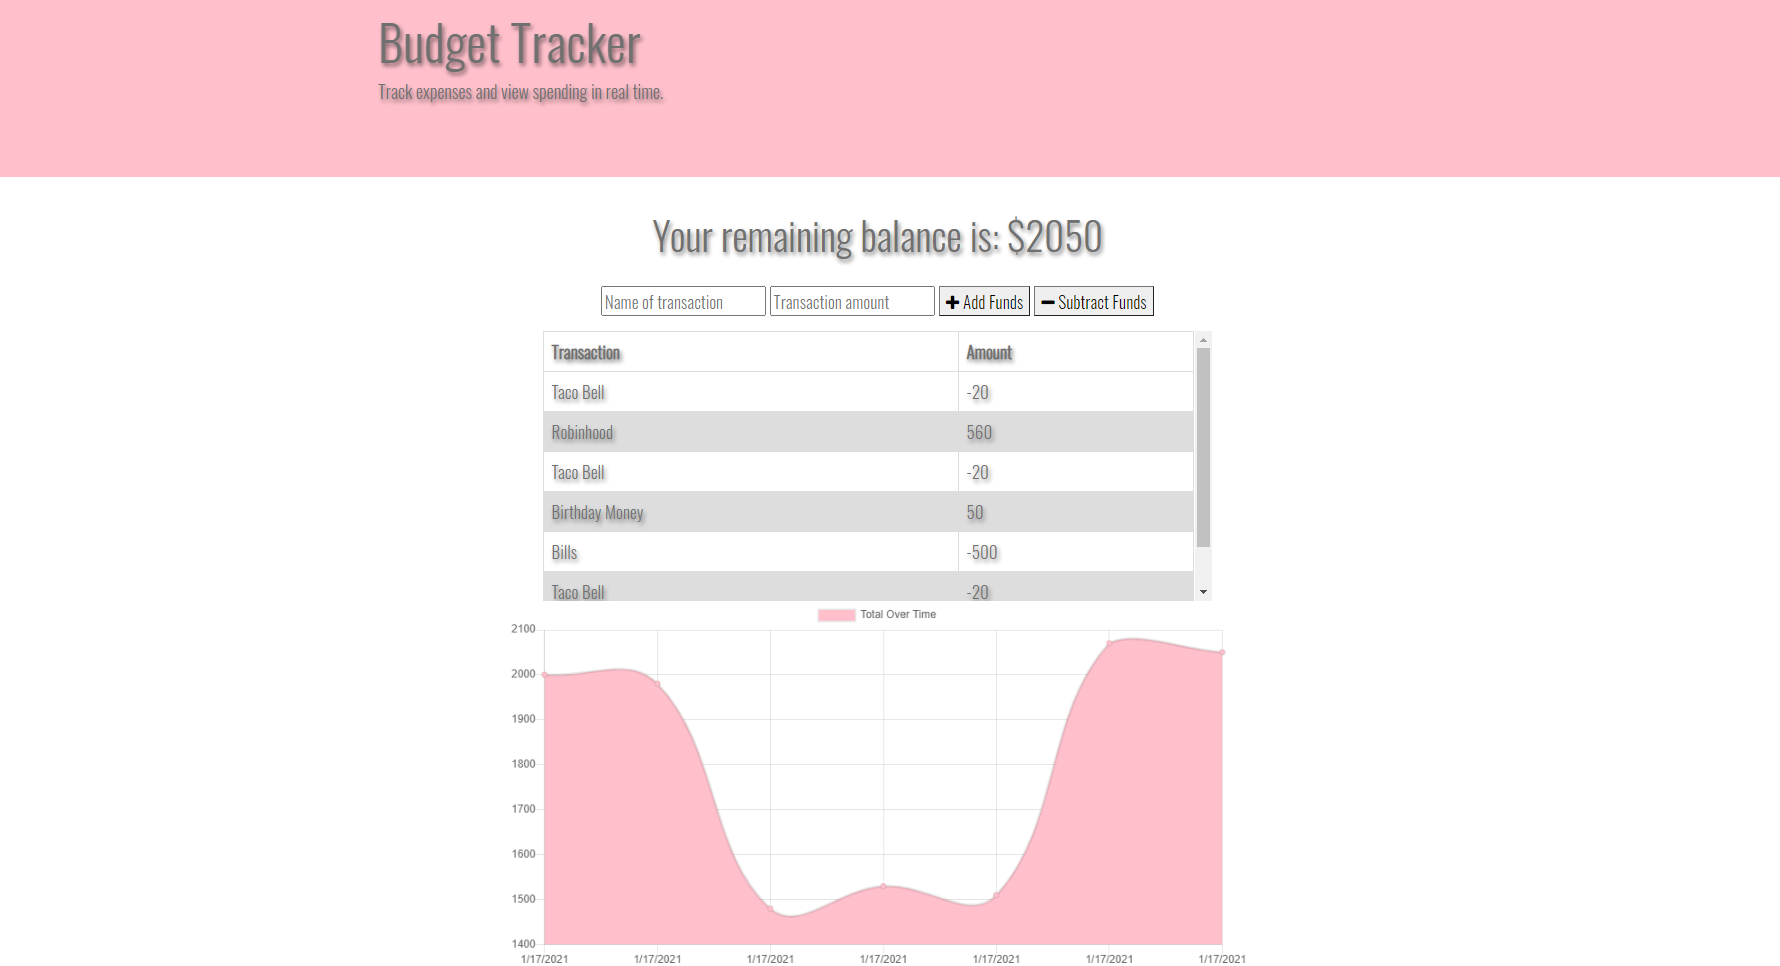 Budget Tracker
Track expenses and view spending in real time.
Your remaining balance is: $2050
Name of transaction Transaction amount Add Funds Subtract Funds
Transaction Amount
Taco Bell -20
Robinhood 560
Taco Bell -20
Birthday Money 50
Bills -500
Taco Bell -20
Total Over Time
2100
2000
1900
1800
1700
1600
1500
1400
1/17/2021 1/17/2021 1/17/2021 1/17/2021 1/17/2021 1/17/2021 1/17/2021